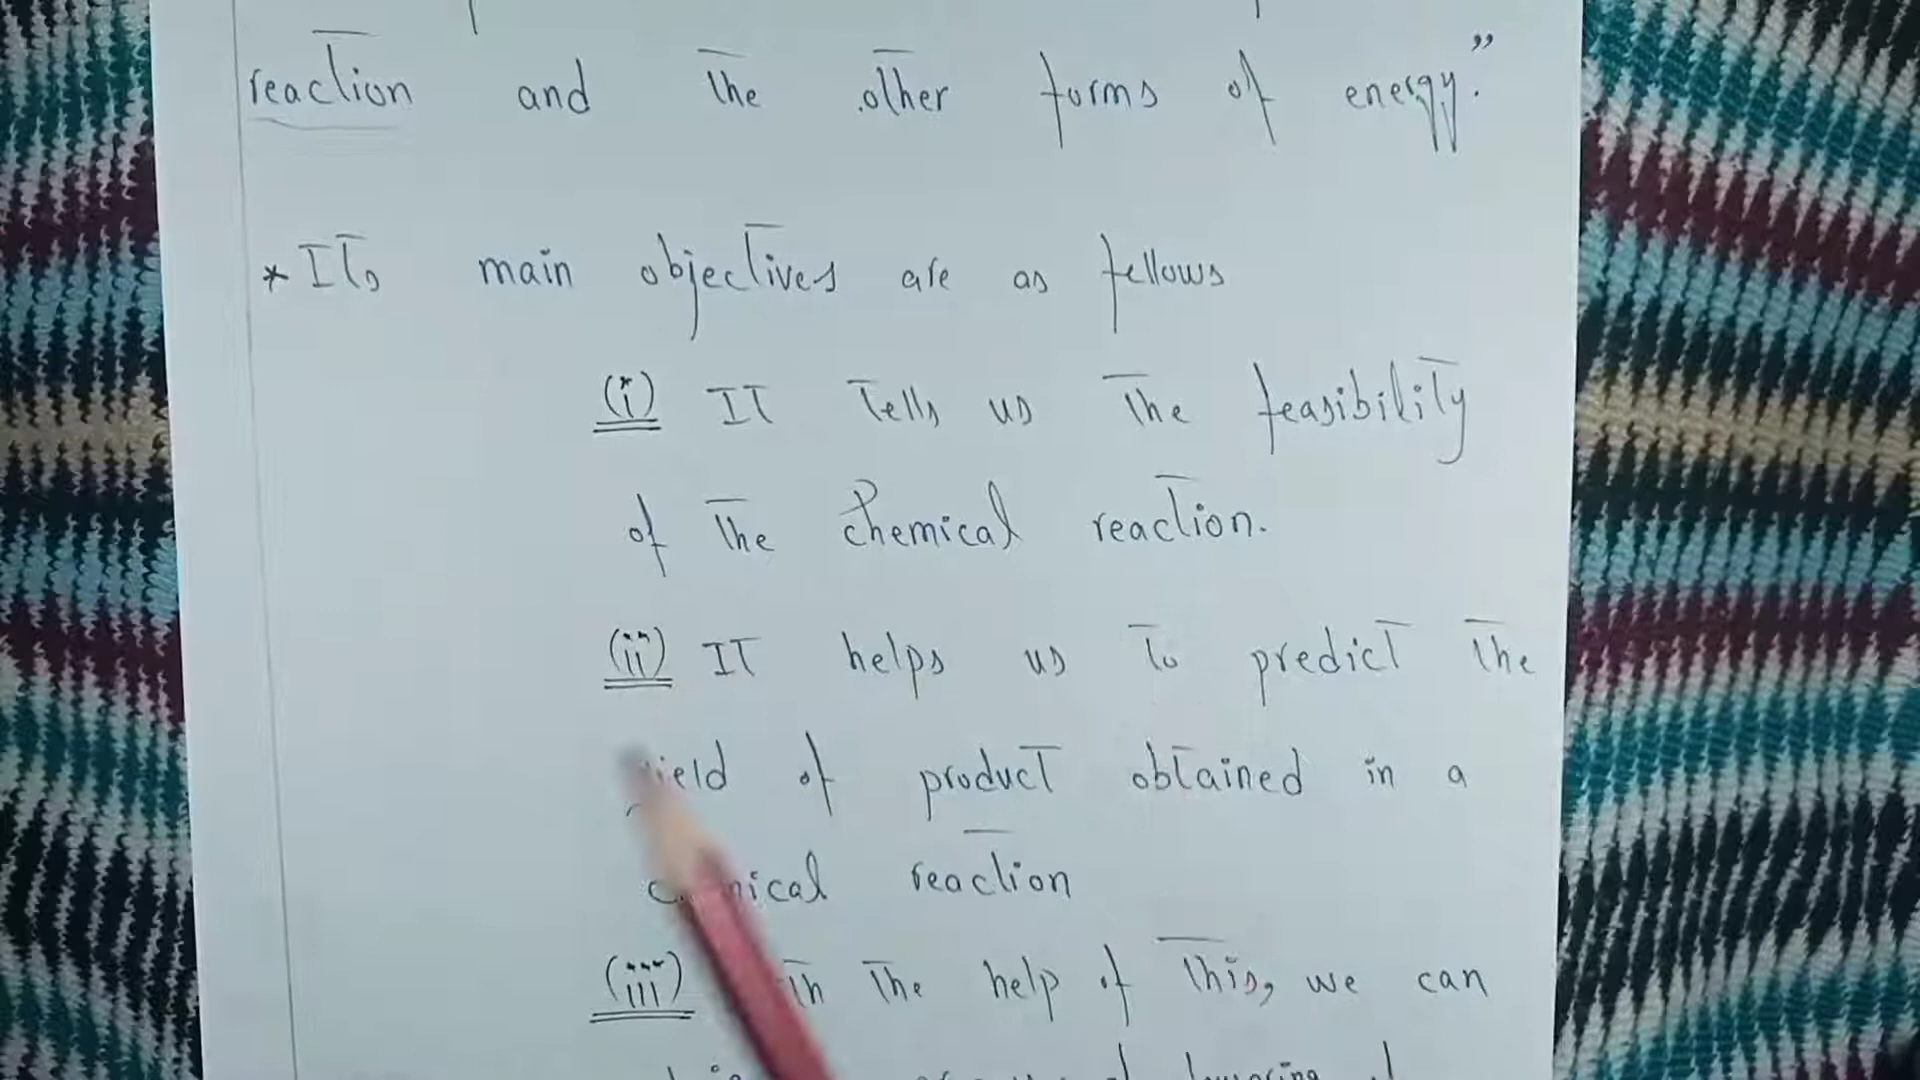 reaction and the other forms of energy.”
* Its main objectives are as fellows
(i) It tells us the feasibility
of the chemical reaction.
(ii) It helps us to predict the
yield of product obtained in a
chemical reaction
(iii) the help of this, we can